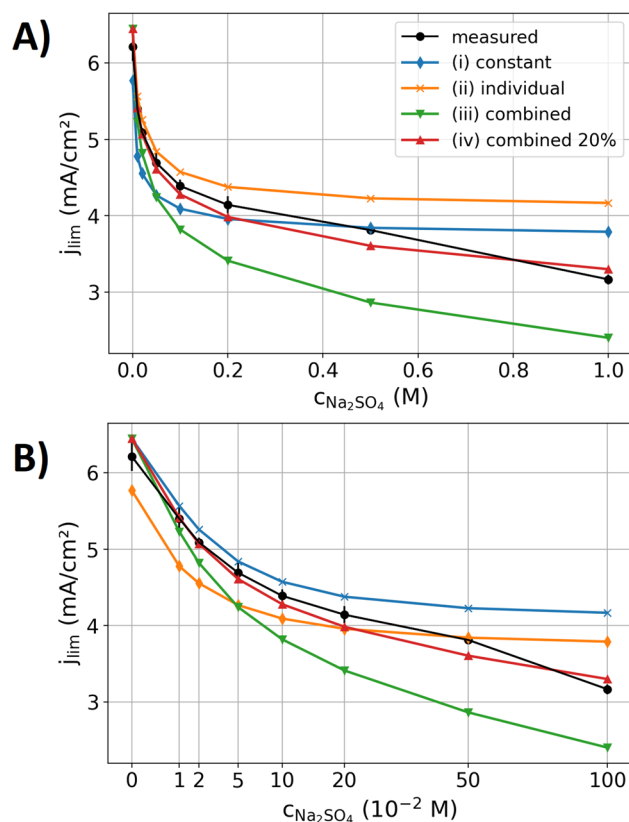 A)
measured
(i) constant
(ii) individual
(iii) combined
(iv) combined 20%
6
5
4
3
j_lim (mA/cm²)
0.0 0.2 0.4 0.6 0.8 1.0
c_Na₂SO₄ (M)
B)
6
5
4
3
j_lim (mA/cm²)
0 1 2 5 10 20 50 100
c_Na₂SO₄ (10⁻² M)